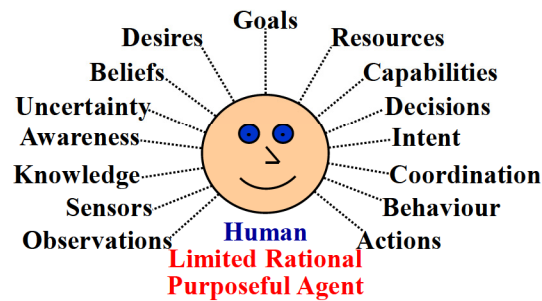 Goals
Desires
Resources
Beliefs
Capabilities
Uncertainty
Decisions
Awareness
Intent
Knowledge
Coordination
Sensors
Behaviour
Observations
Human
Actions
Limited Rational
Purposeful Agent